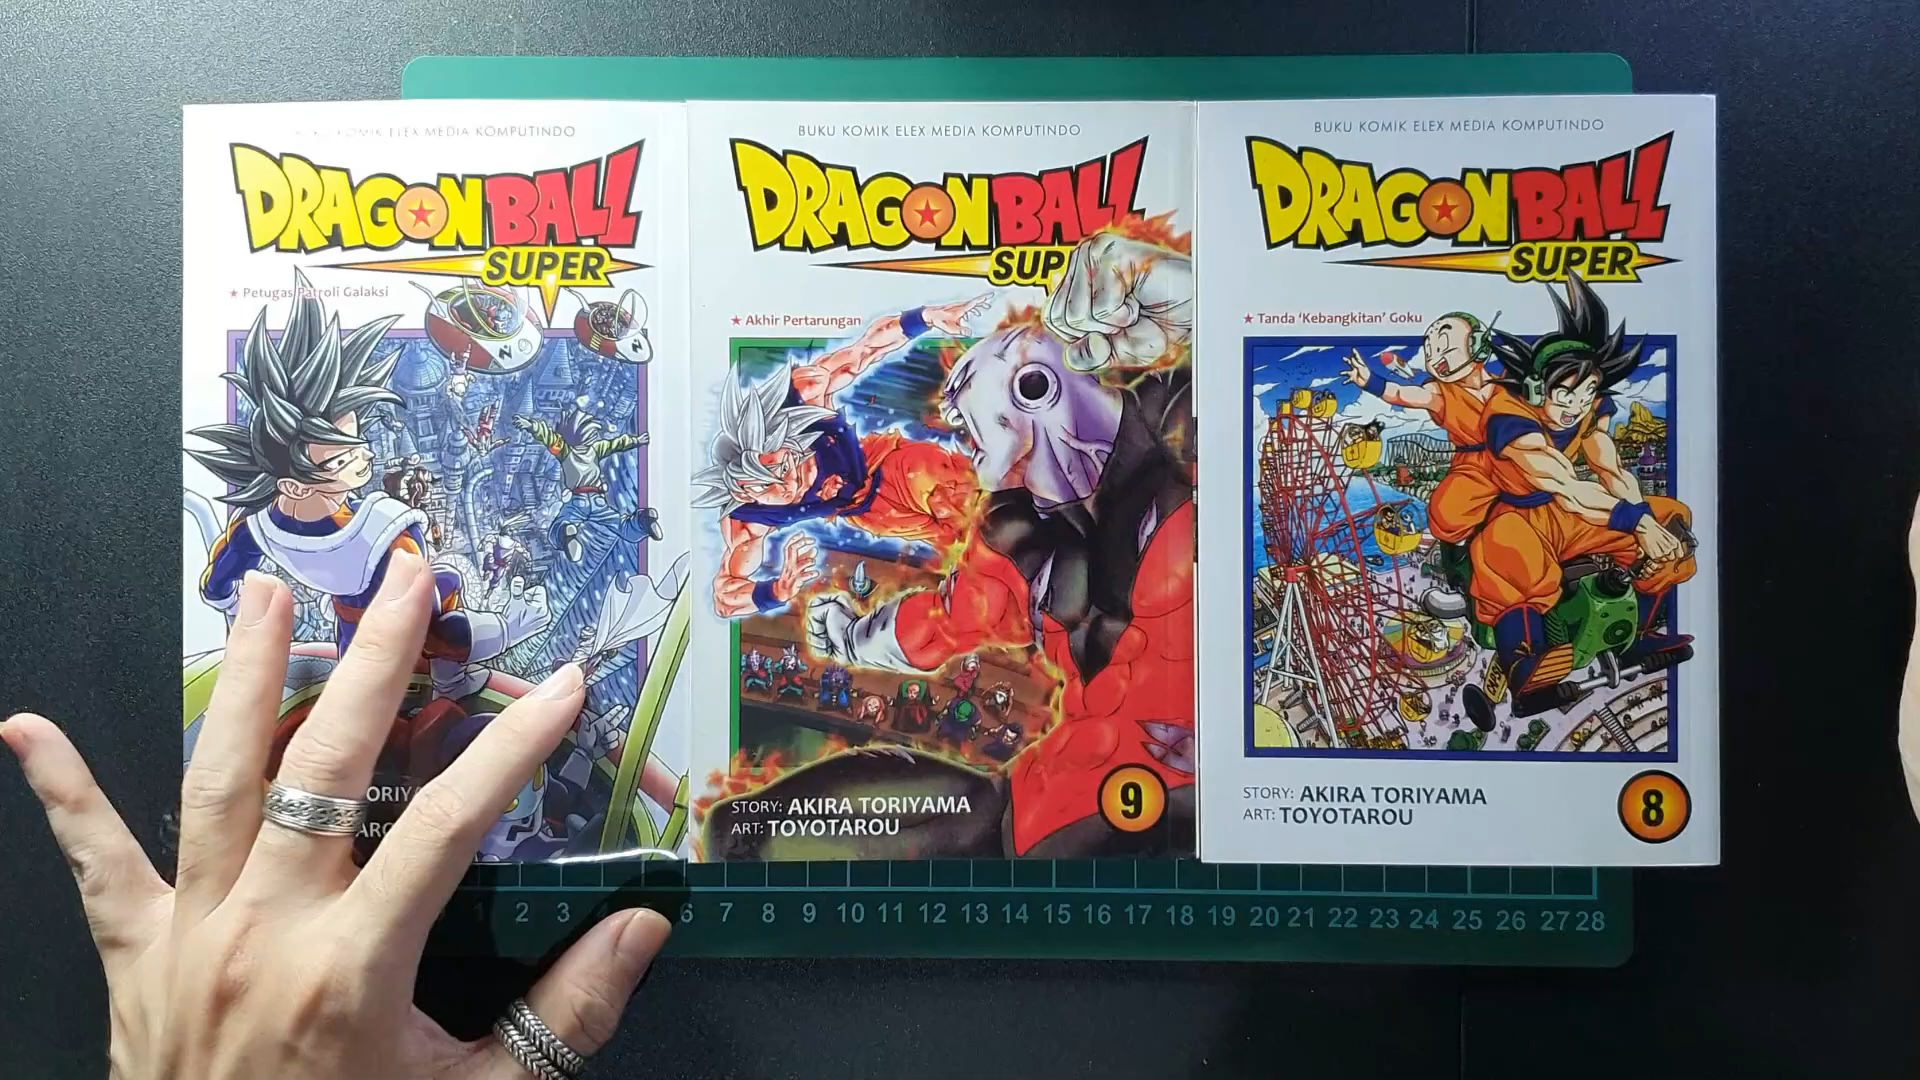 BUKU KOMIK ELEX MEDIA KOMPUTINDO
DRAGON BALL
SUPER
★ Petugas Patroli Galaksi
BUKU KOMIK ELEX MEDIA KOMPUTINDO
DRAGON BALL
SUP
★ Akhir Pertarungan
STORY: AKIRA TORIYAMA
ART: TOYOTAROU
9
BUKU KOMIK ELEX MEDIA KOMPUTINDO
DRAGON BALL
SUPER
★ Tanda ‘Kebangkitan’ Goku
STORY: AKIRA TORIYAMA
ART: TOYOTAROU
8
1 2 3 4 5 6 7 8 9 10 11 12 13 14 15 16 17 18 19 20 21 22 23 24 25 26 27 28